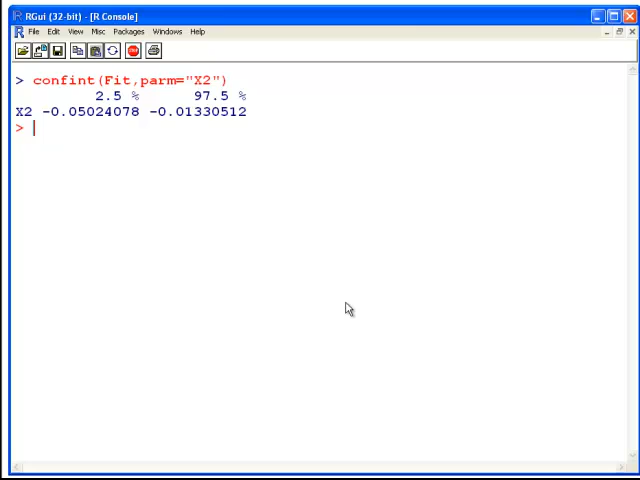 RGui (32-bit) - [R Console]
File Edit View Misc Packages Windows Help
STOP
> confint(Fit,parm="X2")
2.5 % 97.5 %
X2 -0.05024078 -0.01330512
>